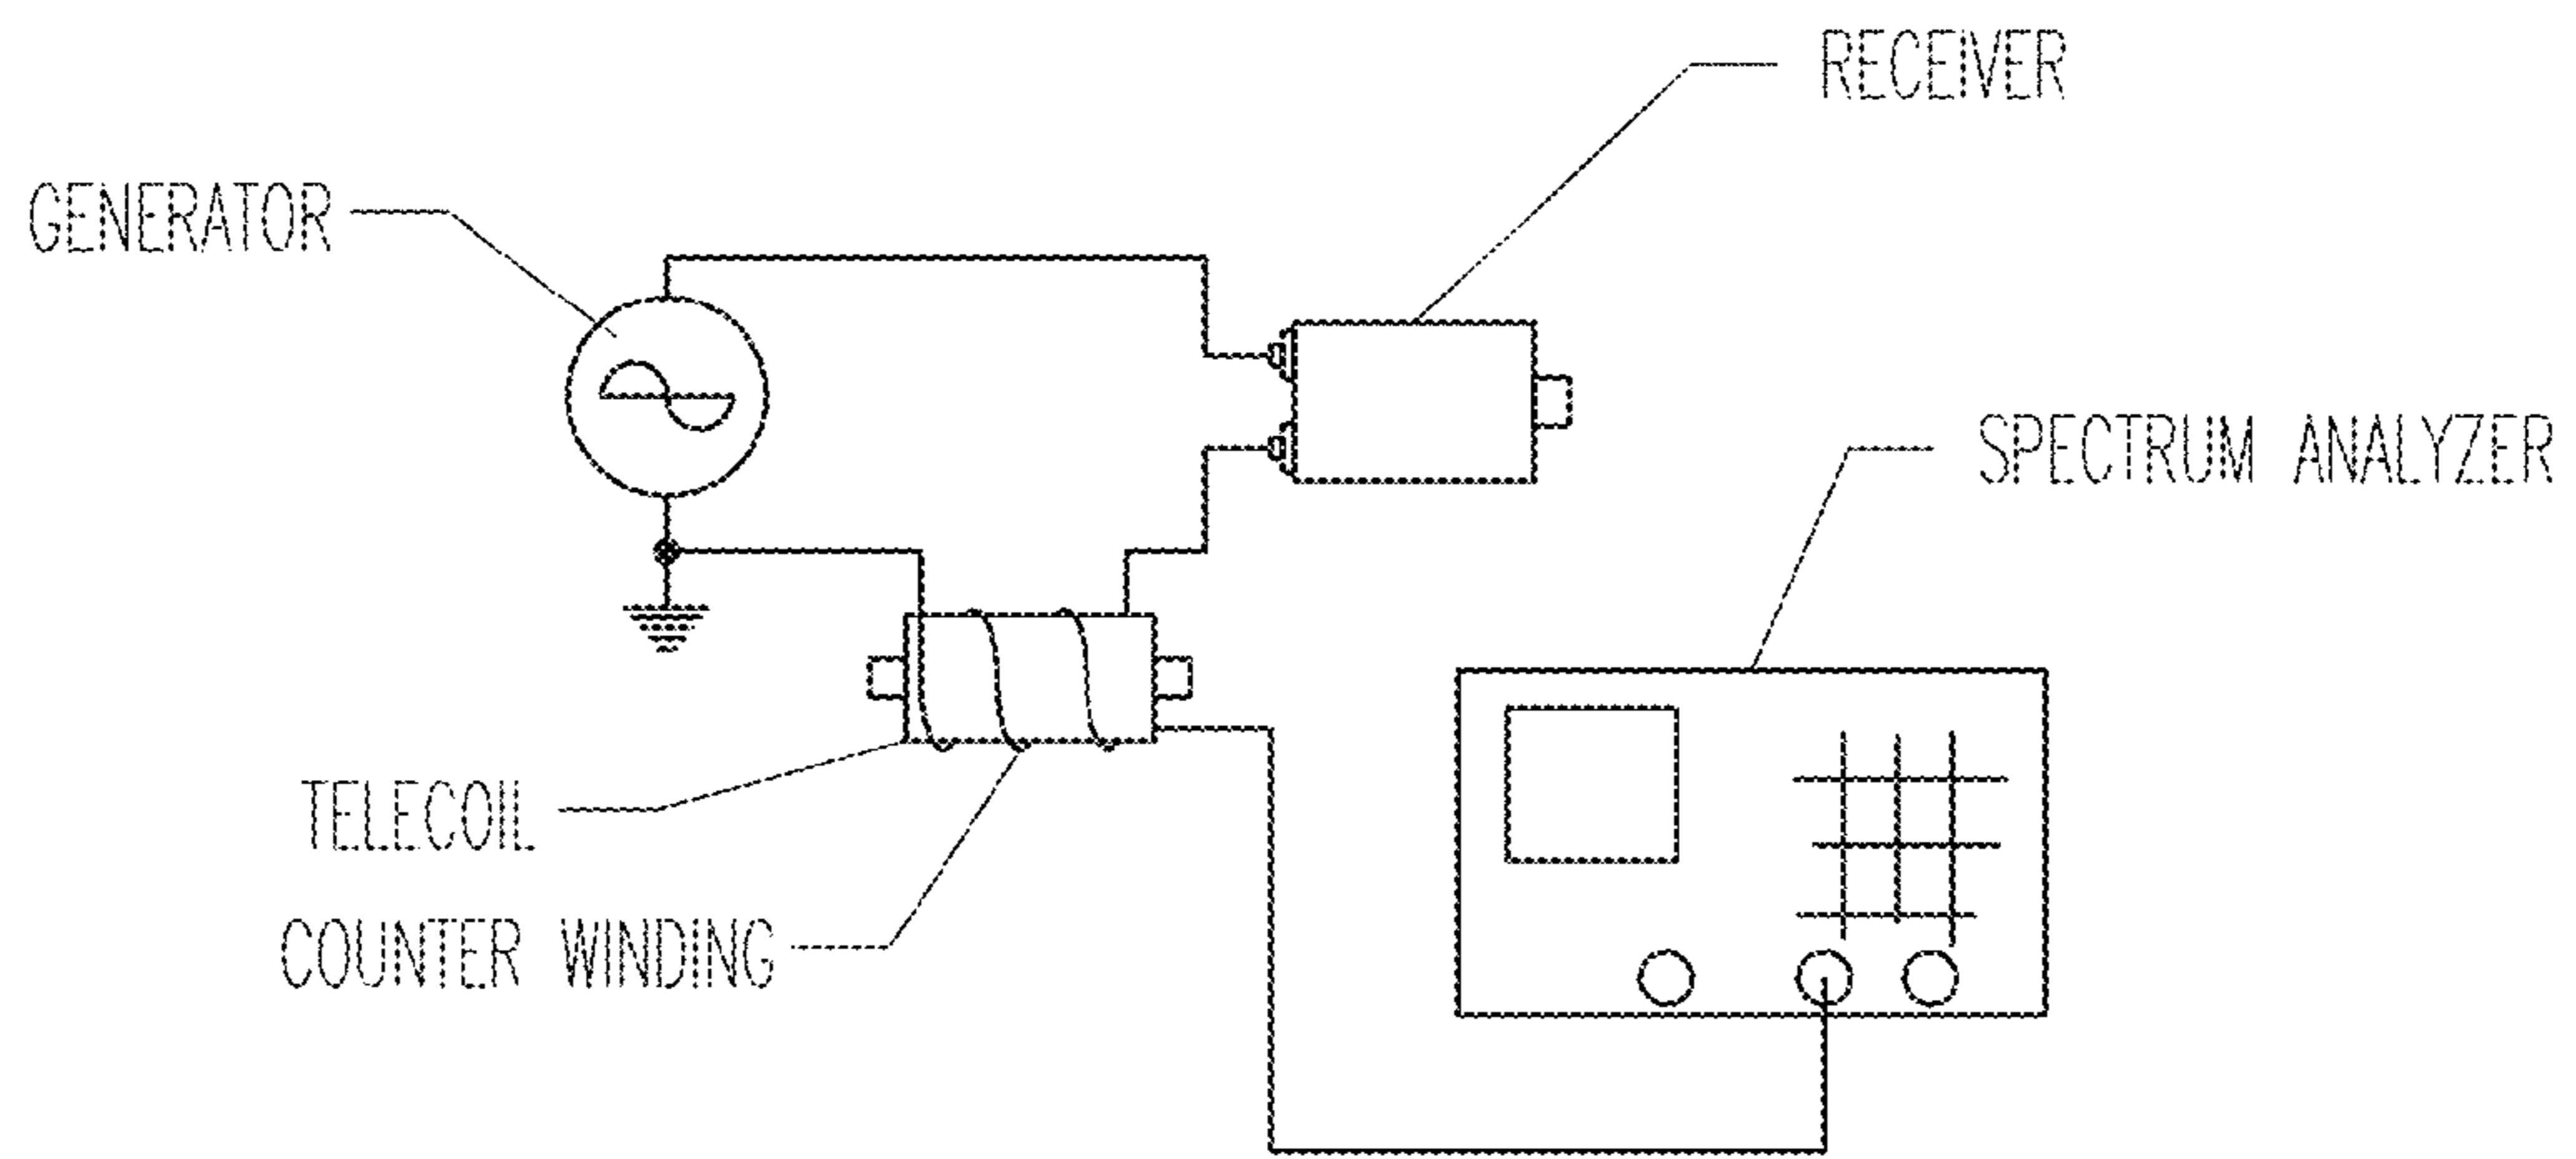 RECEIVER
GENERATOR
SPECTRUM ANALYZER
TELECOIL
COUNTER WINDING